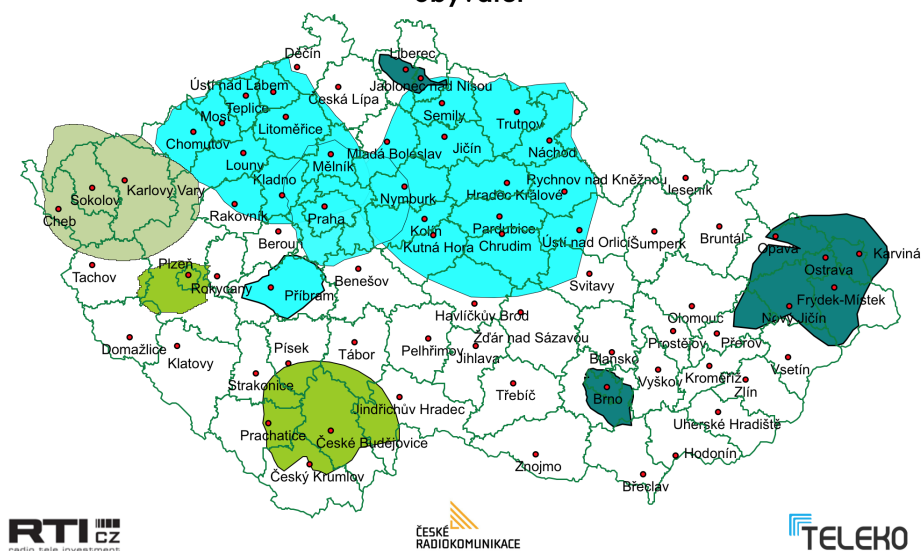 obyvatel
Děčín
Liberec
Ústí nad Labem
Jablonec nad Nisou
Teplice
Česká Lípa
Most
Semily
Litoměřice
Trutnov
Chomutov
Jičín
Mladá Boleslav
Náchod
Louny
Mělník
Kladno
Rychnov nad Kněžnou
Karlovy Vary
Jeseník
Sokolov
Nymburk
Hradec Králové
Cheb
Rakovník
Praha
Kolín
Pardubice
Beroun
Kutná Hora
Chrudim
Ústí nad Orlicí
Šumperk
Bruntál
Opava
Karviná
Plzeň
Ostrava
Tachov
Rokycany
Benešov
Svitavy
Příbram
Frýdek-Místek
Havlíčkův Brod
Olomouc
Nový Jičín
Domažlice
Klatovy
Písek
Tábor
Pelhřimov
Žďár nad Sázavou
Jihlava
Prostějov
Přerov
Blansko
Vsetín
Strakonice
Vyškov
Kroměříž
Třebíč
Brno
Zlín
Jindřichův Hradec
Prachatice
České Budějovice
Uherské Hradiště
Hodonín
Český Krumlov
Znojmo
Břeclav
RTI CZ
radio tele investment
ČESKÉ
RADIOKOMUNIKACE
TELEKO